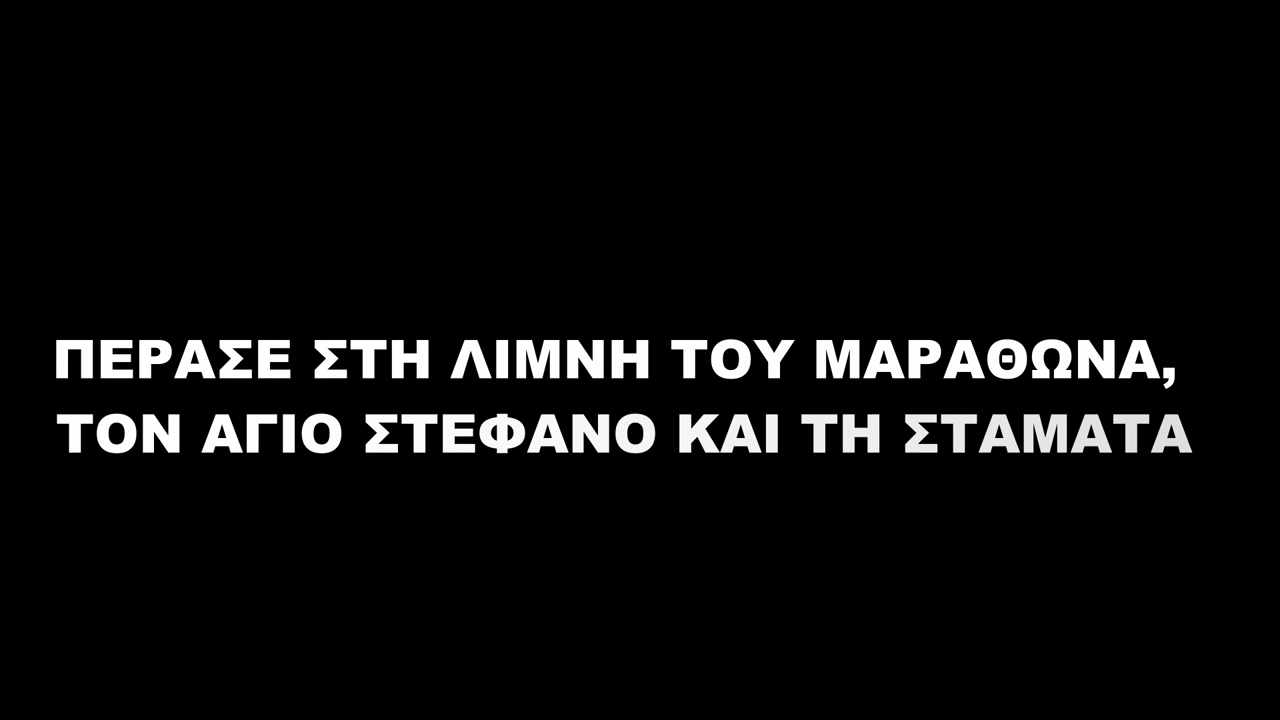 ΠΕΡΑΣΕ ΣΤΗ ΛΙΜΝΗ ΤΟΥ ΜΑΡΑΘΩΝΑ,
ΤΟΝ ΑΓΙΟ ΣΤΕΦΑΝΟ ΚΑΙ ΤΗ ΣΤΑΜΑΤΑ